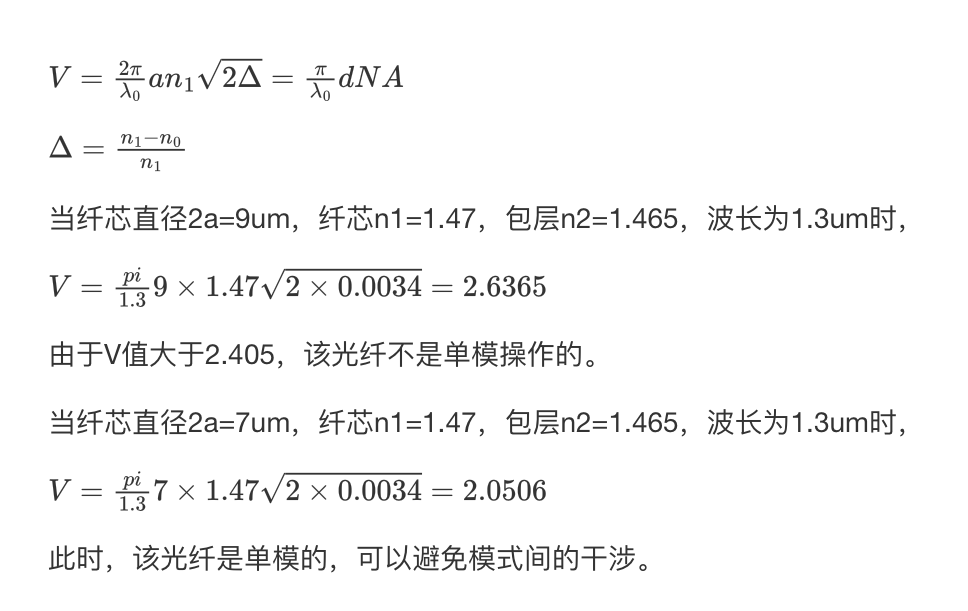 V = \frac{2\pi}{\lambda_0} a n_1 \sqrt{2\Delta} = \frac{\pi}{\lambda_0} dNA
\Delta = \frac{n_1 - n_0}{n_1}
当纤芯直径2a=9um，纤芯n1=1.47，包层n2=1.465，波长为1.3um时，
V = \frac{pi}{1.3} 9 \times 1.47 \sqrt{2 \times 0.0034} = 2.6365
由于V值大于2.405，该光纤不是单模操作的。
当纤芯直径2a=7um，纤芯n1=1.47，包层n2=1.465，波长为1.3um时，
V = \frac{pi}{1.3} 7 \times 1.47 \sqrt{2 \times 0.0034} = 2.0506
此时，该光纤是单模的，可以避免模式间的干涉。